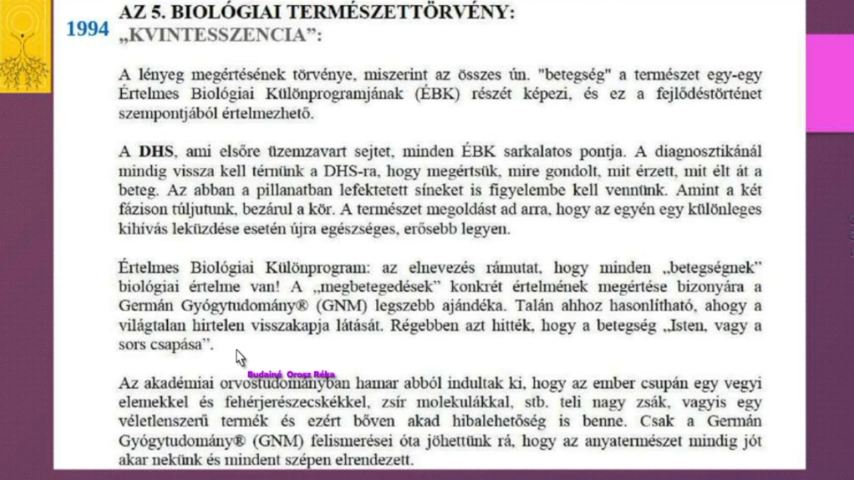 AZ 5. BIOLÓGIAI TERMÉSZETTÖRVÉNY:
1994
„KVINTESSZENCIA”:
A lényeg megértésének törvénye, miszerint az összes ún. "betegség" a természet egy-egy
Értelmes Biológiai Különprogramjának (ÉBK) részét képezi, és ez a fejlődéstörténet
szempontjából értelmezhető.
A DHS, ami elsőre üzemzavart sejtet, minden ÉBK sarkalatos pontja. A diagnosztikánál
mindig vissza kell térnünk a DHS-ra, hogy megértsük, mire gondolt, mit érzett, mit élt át a
beteg. Az abban a pillanatban lefektetett síneket is figyelembe kell vennünk. Amint a két
fázison túljutunk, bezárul a kör. A természet megoldást ad arra, hogy az egyén egy különleges
kihívás leküzdése esetén újra egészséges, erősebb legyen.
Értelmes Biológiai Különprogram: az elnevezés rámutat, hogy minden „betegségnek”
biológiai értelme van! A „megbetegedések” konkrét értelmének megértése bizonyára a
Germán Gyógytudomány® (GNM) legszebb ajándéka. Talán ahhoz hasonlítható, ahogy a
világtalan hirtelen visszakapja látását. Régebben azt hitték, hogy a betegség „Isten, vagy a
sors csapása”.
Budainé Orosz Réka
Az akadémiai orvostudományban hamar abból indultak ki, hogy az ember csupán egy vegyi
elemekkel és fehérjerészecskékkel, zsír molekulákkal, stb. teli nagy zsák, vagyis egy
véletlenszerű termék és ezért bőven akad hibalehetőség is benne. Csak a Germán
Gyógytudomány® (GNM) felismerései óta jöhettünk rá, hogy az anyatermészet mindig jót
akar nekünk és mindent szépen elrendezett.